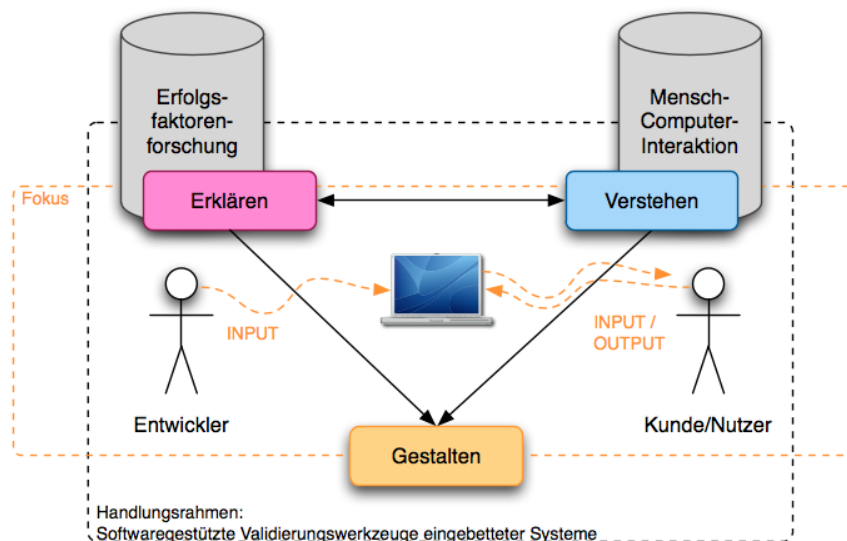 Erfolgs-
faktoren-
forschung
Mensch-
Computer-
Interaktion
Fokus
Erklären
Verstehen
INPUT
INPUT /
OUTPUT
Entwickler
Kunde/Nutzer
Gestalten
Handlungsrahmen:
Softwaregestützte Validierungswerkzeuge eingebetteter Systeme